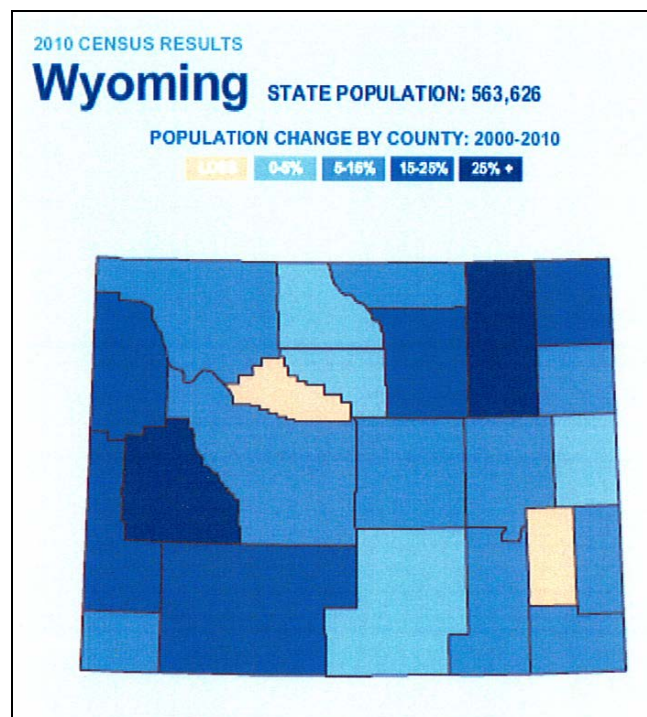 2010 CENSUS RESULTS
Wyoming STATE POPULATION: 563,626
POPULATION CHANGE BY COUNTY: 2000-2010
LOSS 0-5% 5-15% 15-25% 25% +